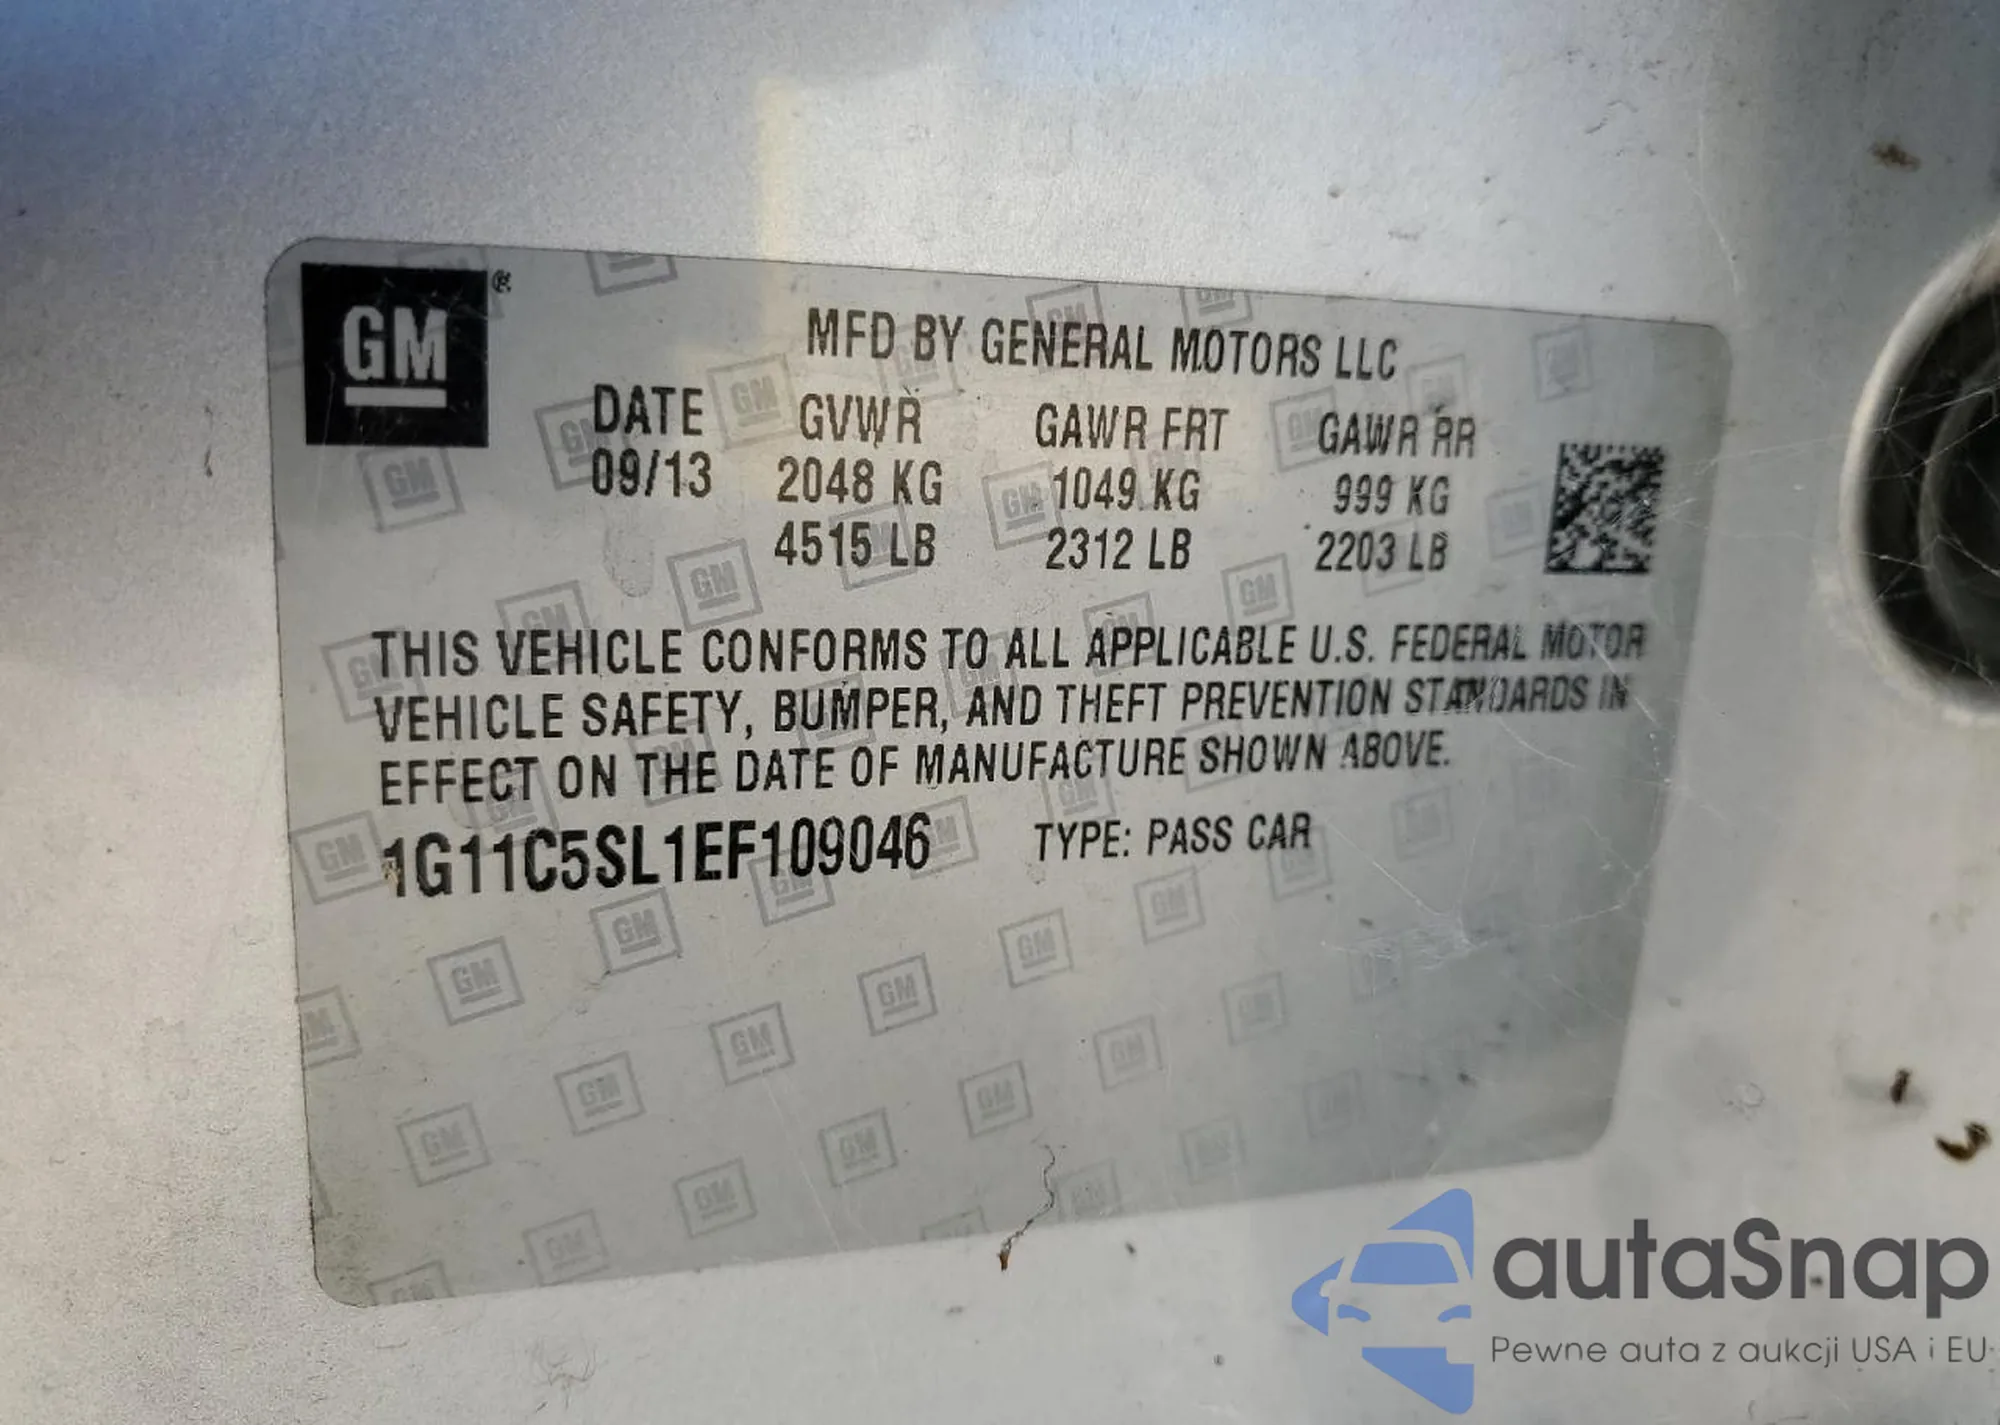 GM®
MFD BY GENERAL MOTORS LLC
DATE GVWR GAWR FRT GAWR RR
09/13 2048 KG 1049 KG 999 KG
4515 LB 2312 LB 2203 LB
THIS VEHICLE CONFORMS TO ALL APPLICABLE U.S. FEDERAL MOTOR
VEHICLE SAFETY, BUMPER, AND THEFT PREVENTION STANDARDS IN
EFFECT ON THE DATE OF MANUFACTURE SHOWN ABOVE.
1G11C5SL1EF109046 TYPE: PASS CAR
autaSnap
Pewne auta z aukcji USA i EU